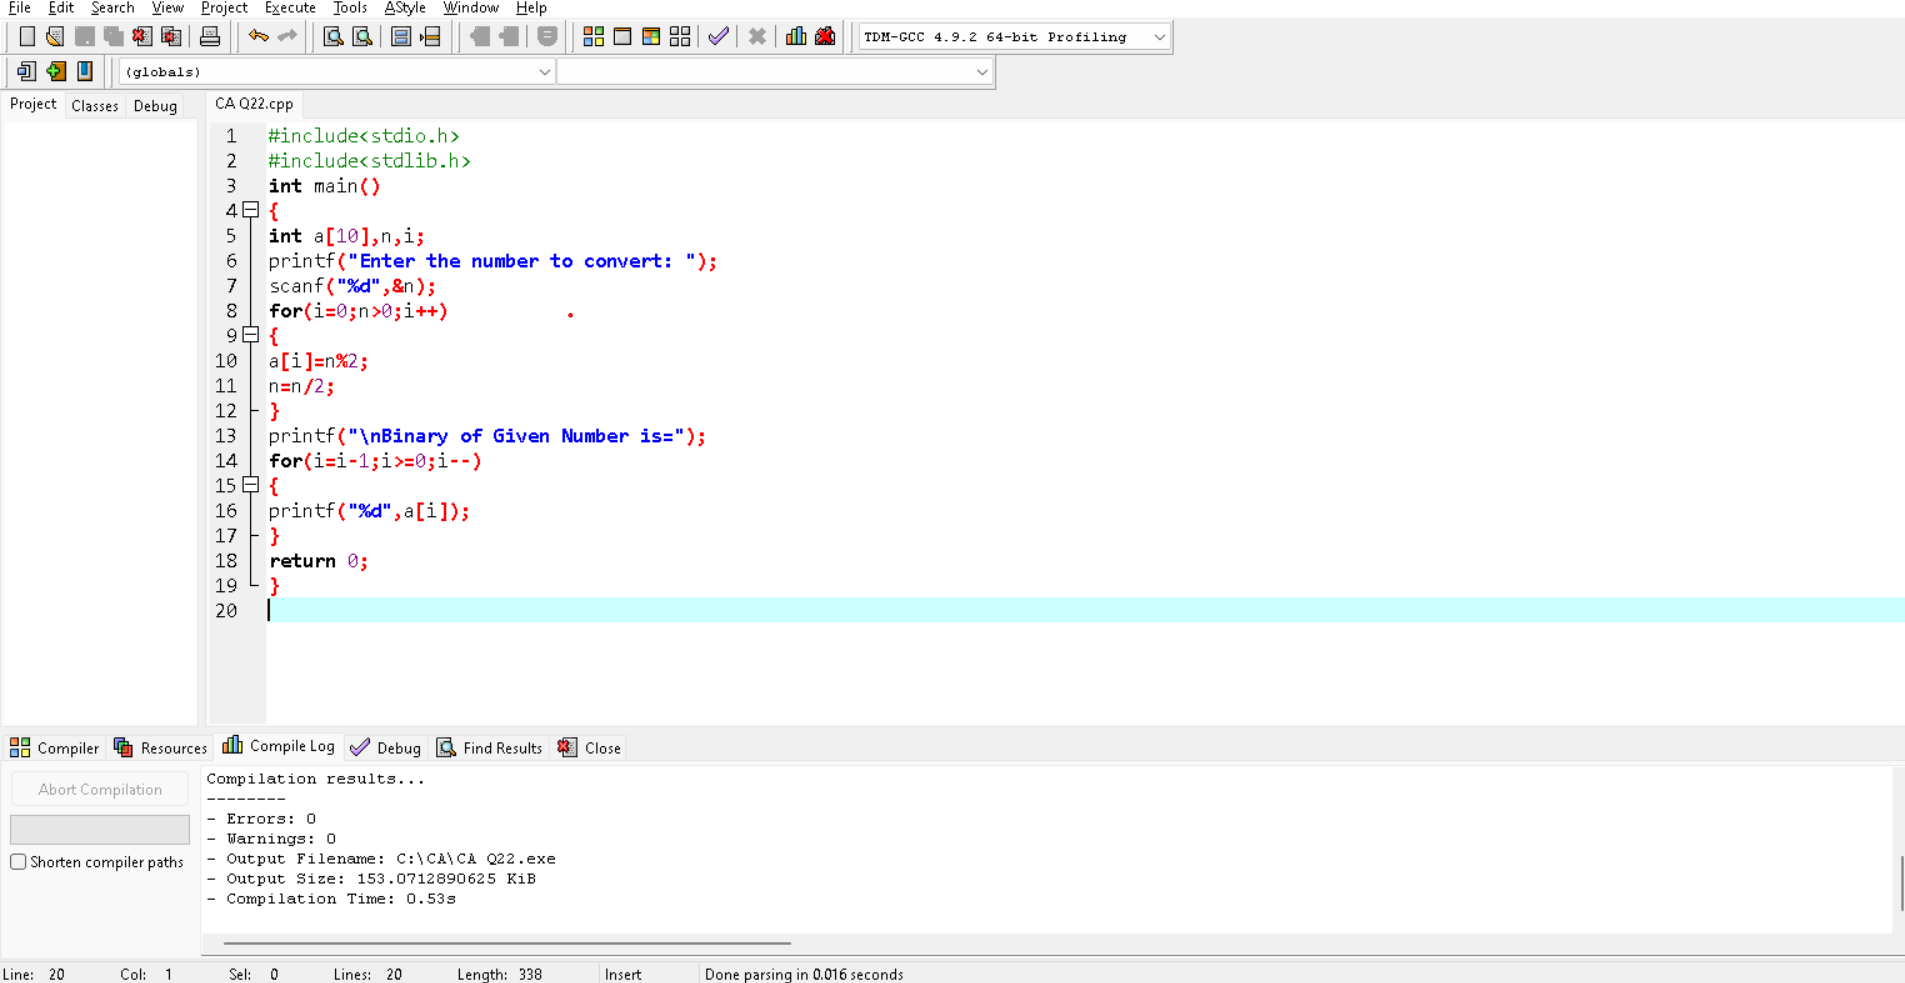 File Edit Search View Project Execute Tools AStyle Window Help
TDM-GCC 4.9.2 64-bit Profiling
(globals)
Project Classes Debug CA Q22.cpp
1 #include<stdio.h>
2 #include<stdlib.h>
3 int main()
4 {
5 int a[10],n,i;
6 printf("Enter the number to convert: ");
7 scanf("%d",&n);
8 for(i=0;n>0;i++)
9 {
10 a[i]=n%2;
11 n=n/2;
12 }
13 printf("\nBinary of Given Number is=");
14 for(i=i-1;i>=0;i--)
15 {
16 printf("%d",a[i]);
17 }
18 return 0;
19 }
20
Compiler Resources Compile Log Debug Find Results Close
Abort Compilation
Shorten compiler paths
Compilation results...
--------
- Errors: 0
- Warnings: 0
- Output Filename: C:\CA\CA Q22.exe
- Output Size: 153.0712890625 KiB
- Compilation Time: 0.53s
Line: 20 Col: 1 Sel: 0 Lines: 20 Length: 338 Insert Done parsing in 0.016 seconds